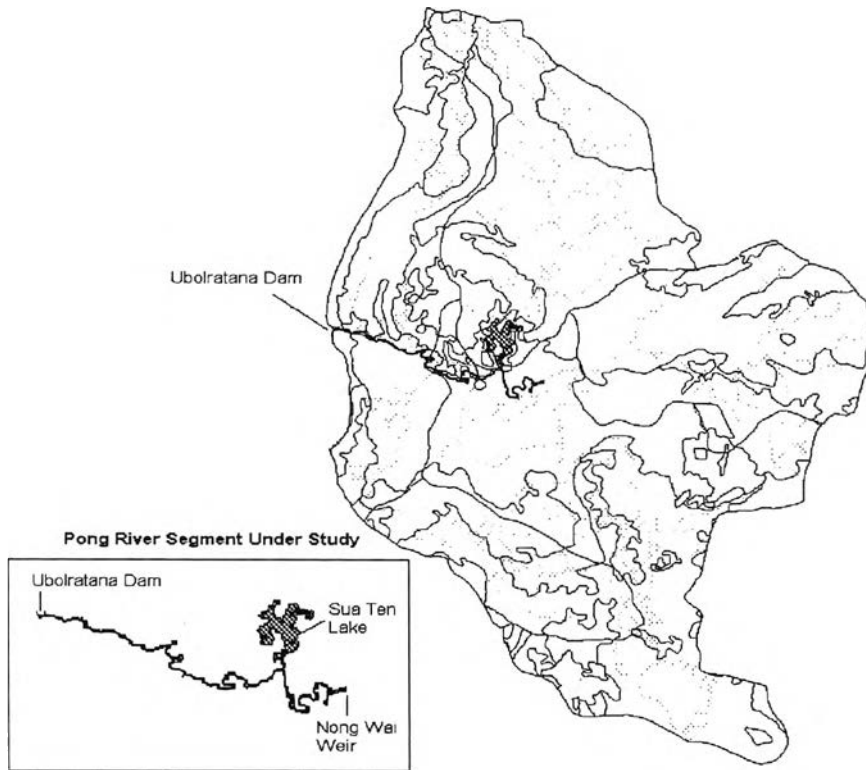 Ubolratana Dam
Pong River Segment Under Study
Ubolratana Dam
Sua Ten
Lake
Nong Wai
Weir